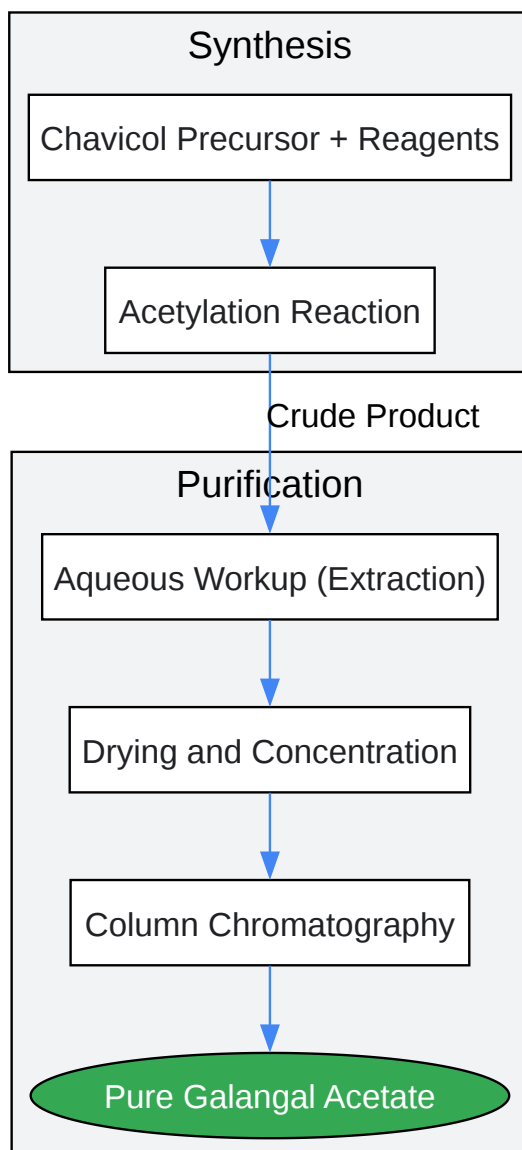 Synthesis
Chavicol Precursor + Reagents
Acetylation Reaction
Crude Product
Purification
Aqueous Workup (Extraction)
Drying and Concentration
Column Chromatography
Pure Galangal Acetate